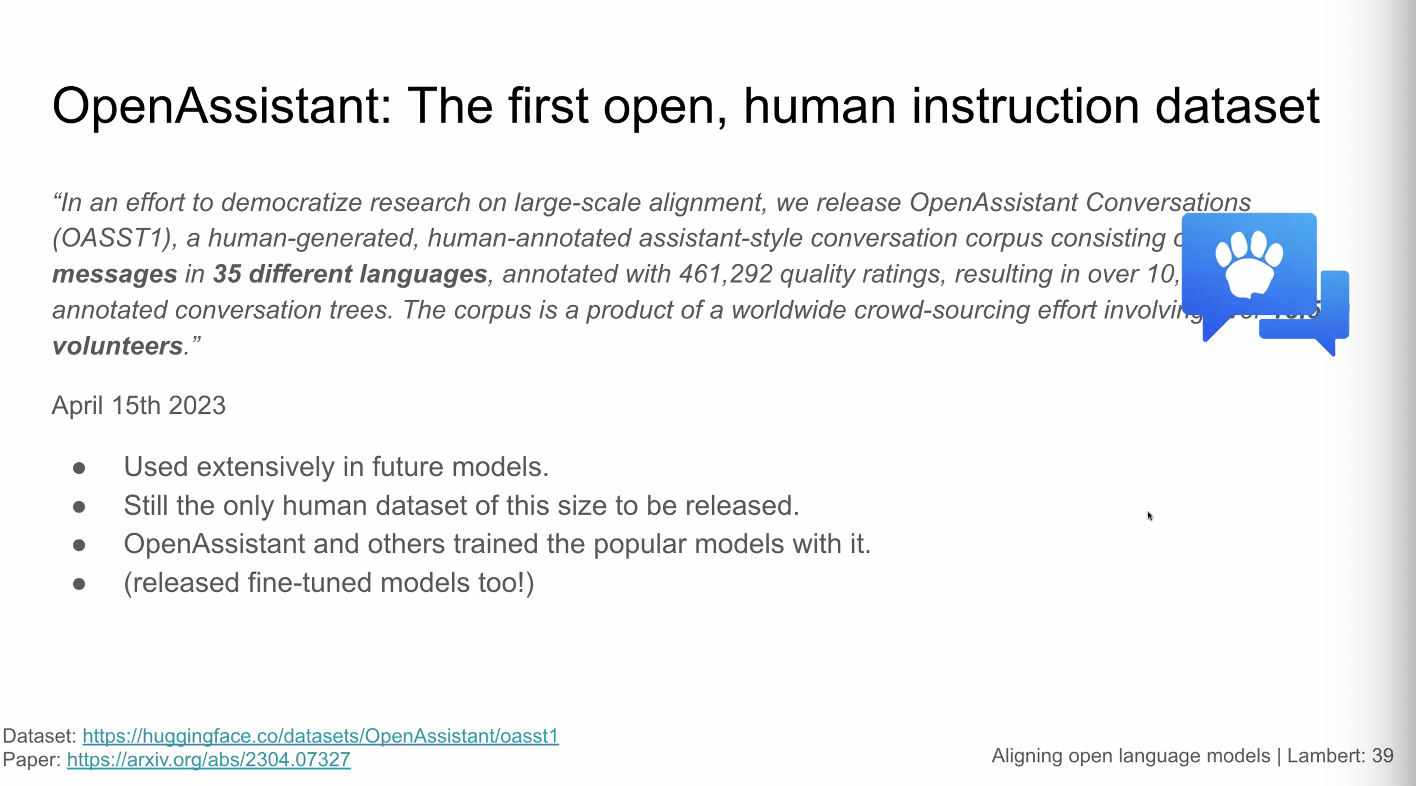 OpenAssistant: The first open, human instruction dataset
“In an effort to democratize research on large-scale alignment, we release OpenAssistant Conversations
(OASST1), a human-generated, human-annotated assistant-style conversation corpus consisting
messages in 35 different languages, annotated with 461,292 quality ratings, resulting in over 10,
annotated conversation trees. The corpus is a product of a worldwide crowd-sourcing effort involving
volunteers.”
April 15th 2023
● Used extensively in future models.
● Still the only human dataset of this size to be released.
● OpenAssistant and others trained the popular models with it.
● (released fine-tuned models too!)
Dataset: https://huggingface.co/datasets/OpenAssistant/oasst1
Paper: https://arxiv.org/abs/2304.07327
Aligning open language models | Lambert: 39